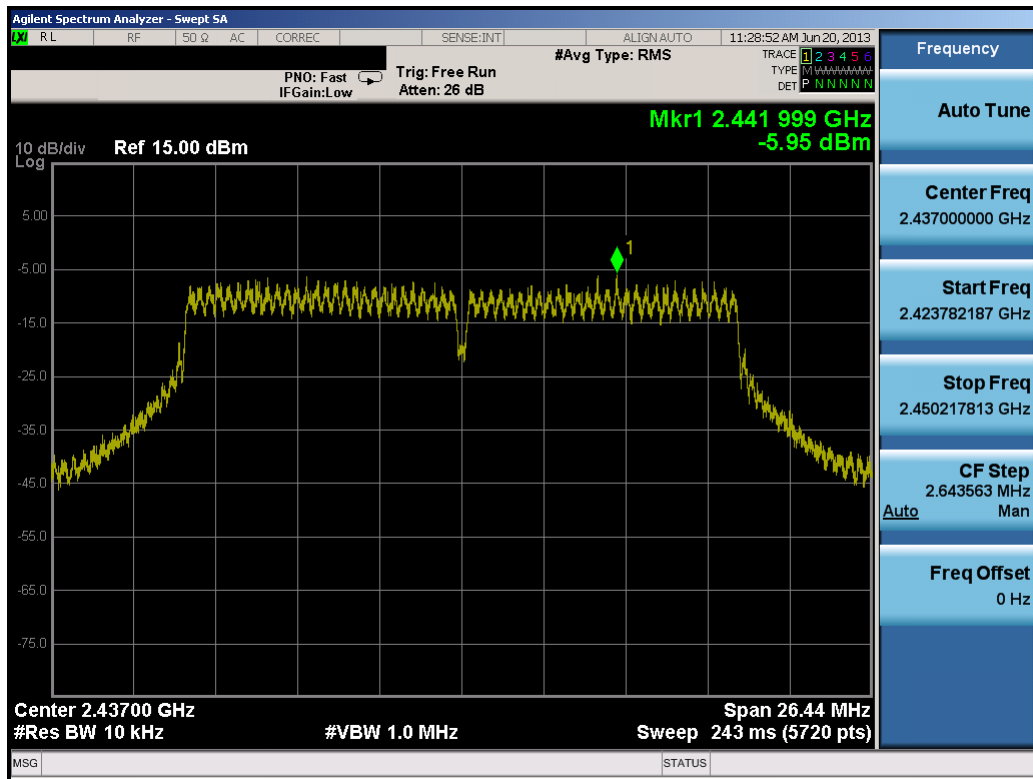 Agilent Spectrum Analyzer - Swept SA
LXI RL RF 50 Ω AC CORREC SENSE:INT ALIGN AUTO 11:28:52 AM Jun 20, 2013
#Avg Type: RMS TRACE 1 2 3 4 5 6
PNO: Fast Trig: Free Run TYPE M WWWWW
IFGain:Low Atten: 26 dB DET P N N N N N
Mkr1 2.441 999 GHz
-5.95 dBm
10 dB/div Ref 15.00 dBm
Log
1
5.00
-5.00
-15.0
-25.0
-35.0
-45.0
-55.0
-65.0
-75.0
Center 2.43700 GHz Span 26.44 MHz
#Res BW 10 kHz #VBW 1.0 MHz Sweep 243 ms (5720 pts)
MSG STATUS
Frequency
Auto Tune
Center Freq
2.437000000 GHz
Start Freq
2.423782187 GHz
Stop Freq
2.450217813 GHz
CF Step
2.643563 MHz
Auto Man
Freq Offset
0 Hz